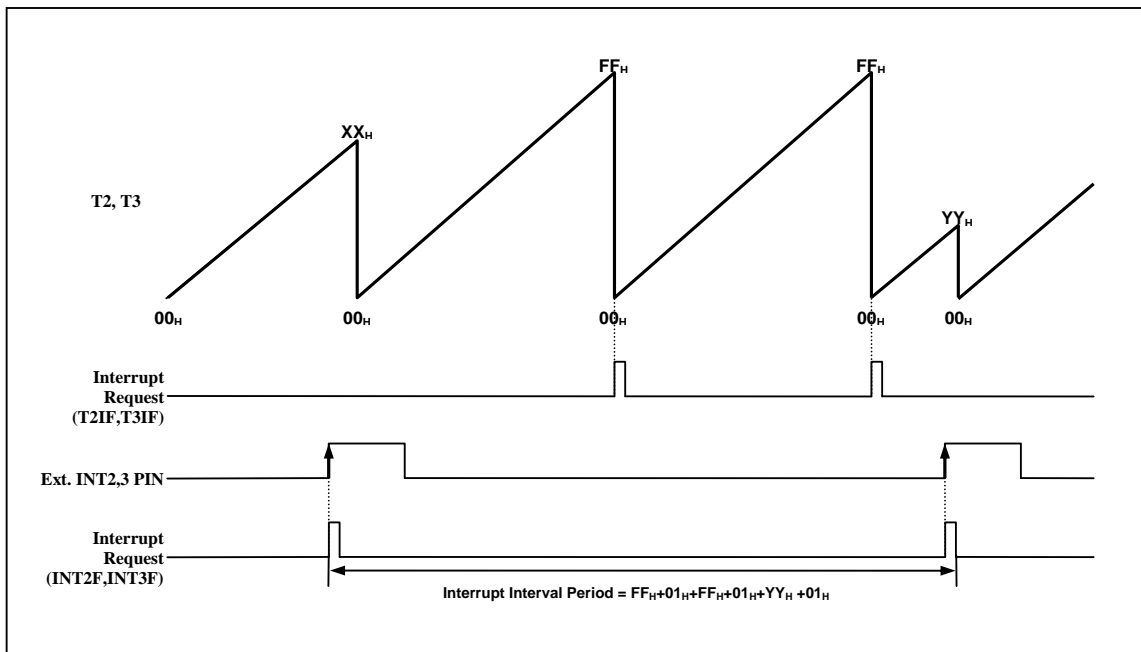 FFH FFH
XXH
T2, T3
YYH
00H 00H 00H 00H 00H
Interrupt
Request
(T2IF,T3IF)
Ext. INT2,3 PIN
Interrupt
Request
(INT2F,INT3F)
Interrupt Interval Period = FFH+01H+FFH+01H+YYH +01H